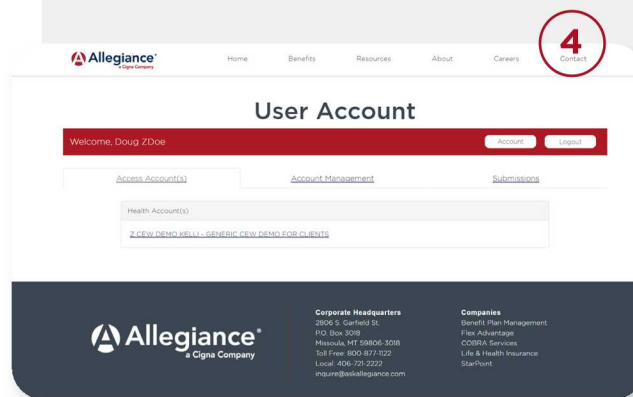 4
Allegiance®
a Cigna Company
Home Benefits Resources About Careers Contact
User Account
Welcome, Doug ZDoe
Account Logout
Access Account(s) Account Management Submissions
Health Account(s)
Z CEW DEMO KELLI - GENERIC CEW DEMO FOR CLIENTS
Allegiance®
a Cigna Company
Corporate Headquarters
2806 S. Garfield St.
P.O. Box 3018
Missoula, MT 59806-3018
Toll Free: 800-877-1122
Local: 406-721-2222
inquire@askallegiance.com
Companies
Benefit Plan Management
Flex Advantage
COBRA Services
Life & Health Insurance
StarPoint